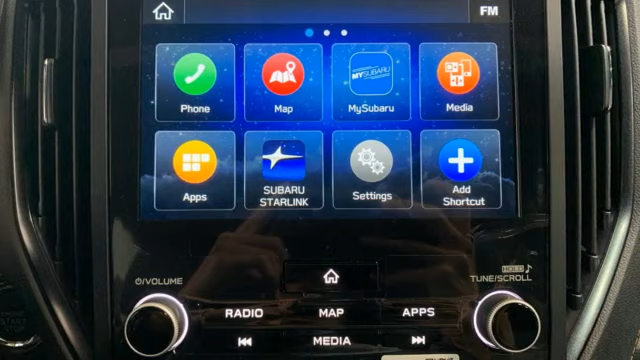 FM
Phone
Map
MYSUBARU
MySubaru
Media
Apps
SUBARU
STARLINK
Settings
Add
Shortcut
/VOLUME
TUNE/SCROLL
RADIO
MAP
APPS
MEDIA